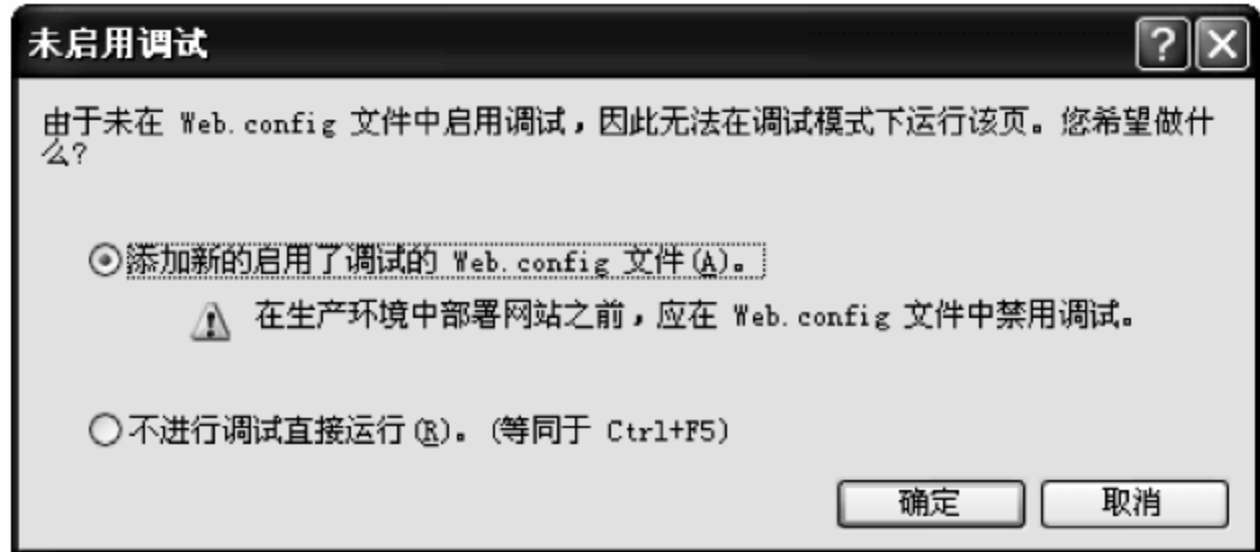 未启用调试
由于未在 Web.config 文件中启用调试，因此无法在调试模式下运行该页。您希望做什
么?
添加新的启用了调试的 Web.config 文件(A)。
在生产环境中部署网站之前，应在 Web.config 文件中禁用调试。
不进行调试直接运行(R)。(等同于 Ctrl+F5)
确定 取消